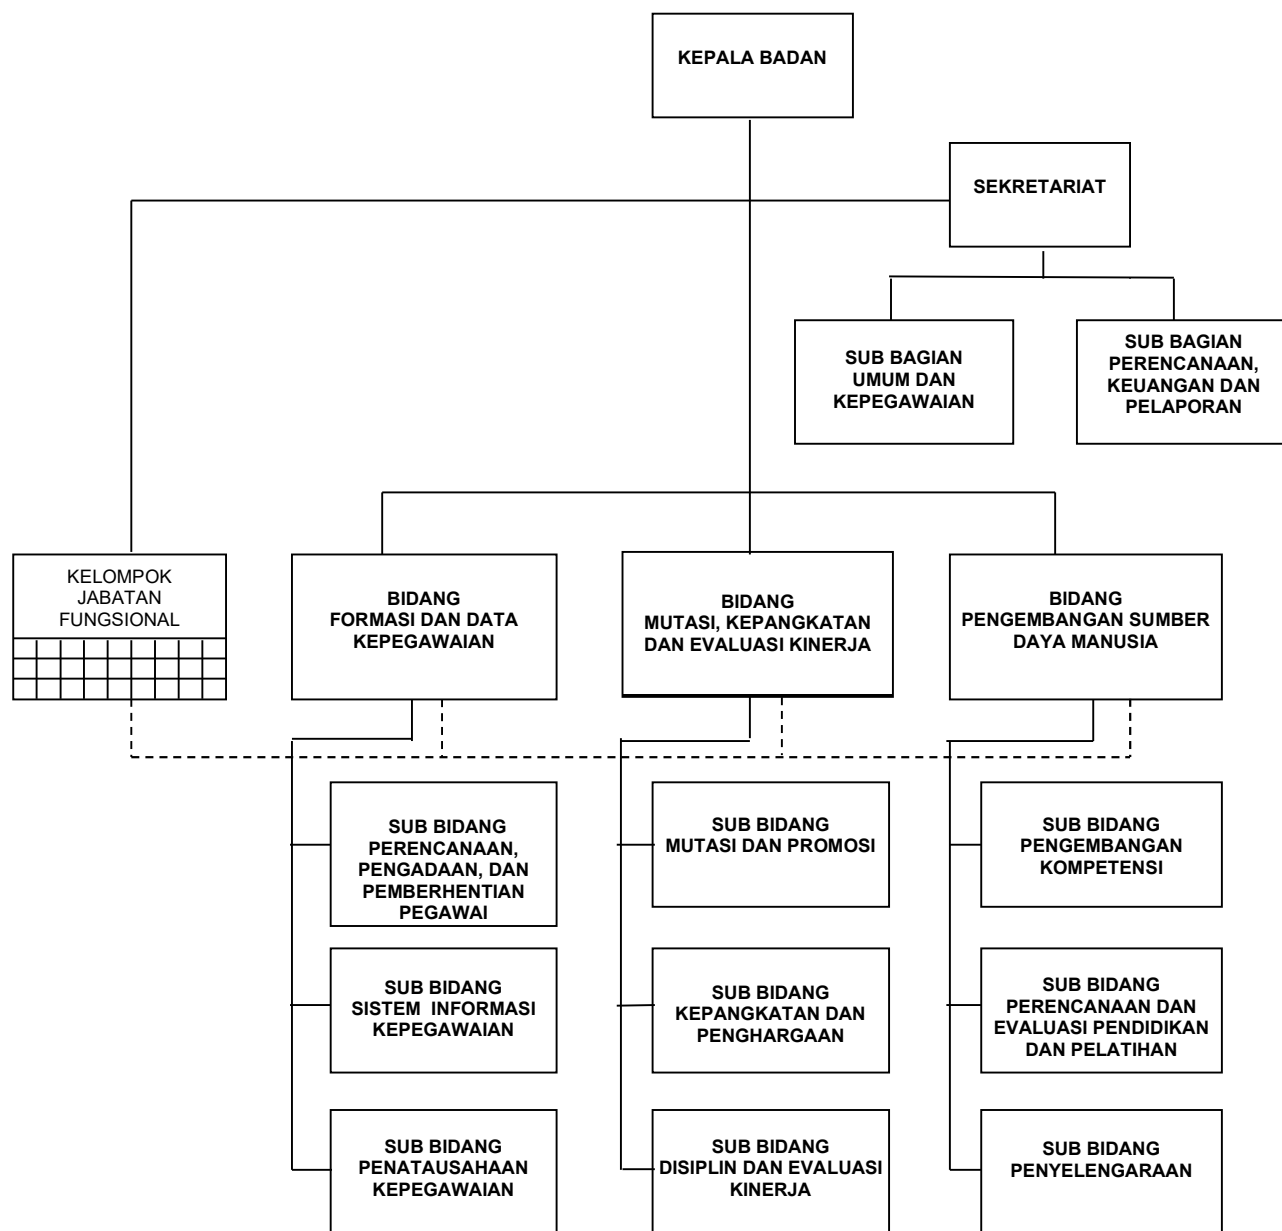 KEPALA BADAN
SEKRETARIAT
SUB BAGIAN
UMUM DAN
KEPEGAWAIAN
SUB BAGIAN
PERENCANAAN,
KEUANGAN DAN
PELAPORAN
KELOMPOK
JABATAN
FUNGSIONAL
BIDANG
FORMASI DAN DATA
KEPEGAWAIAN
BIDANG
MUTASI, KEPANGKATAN
DAN EVALUASI KINERJA
BIDANG
PENGEMBANGAN SUMBER
DAYA MANUSIA
SUB BIDANG
PERENCANAAN,
PENGADAAN, DAN
PEMBERHENTIAN
PEGAWAI
SUB BIDANG
MUTASI DAN PROMOSI
SUB BIDANG
PENGEMBANGAN
KOMPETENSI
SUB BIDANG
SISTEM  INFORMASI
KEPEGAWAIAN
SUB BIDANG
KEPANGKATAN DAN
PENGHARGAAN
SUB BIDANG
PERENCANAAN DAN
EVALUASI PENDIDIKAN
DAN PELATIHAN
SUB BIDANG
PENATAUSAHAAN
KEPEGAWAIAN
SUB BIDANG
DISIPLIN DAN EVALUASI
KINERJA
SUB BIDANG
PENYELENGARAAN